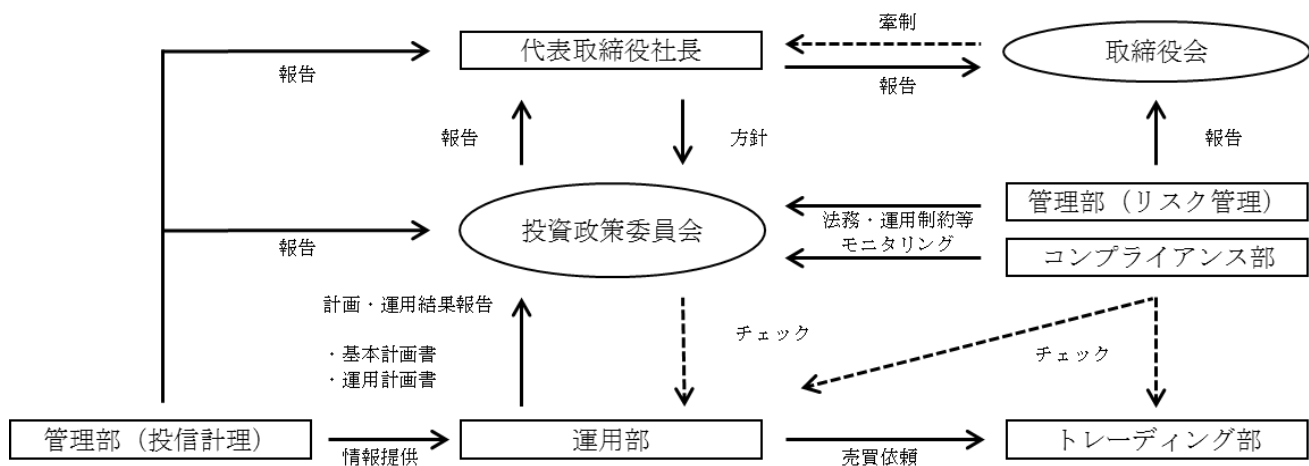 牽制
代表取締役社長
取締役会
報告
報告
報告
方針
報告
管理部（リスク管理）
投資政策委員会
法務・運用制約等
モニタリング
報告
コンプライアンス部
計画・運用結果報告
チェック
チェック
・基本計画書
・運用計画書
管理部（投信計理）
運用部
トレーディング部
情報提供
売買依頼